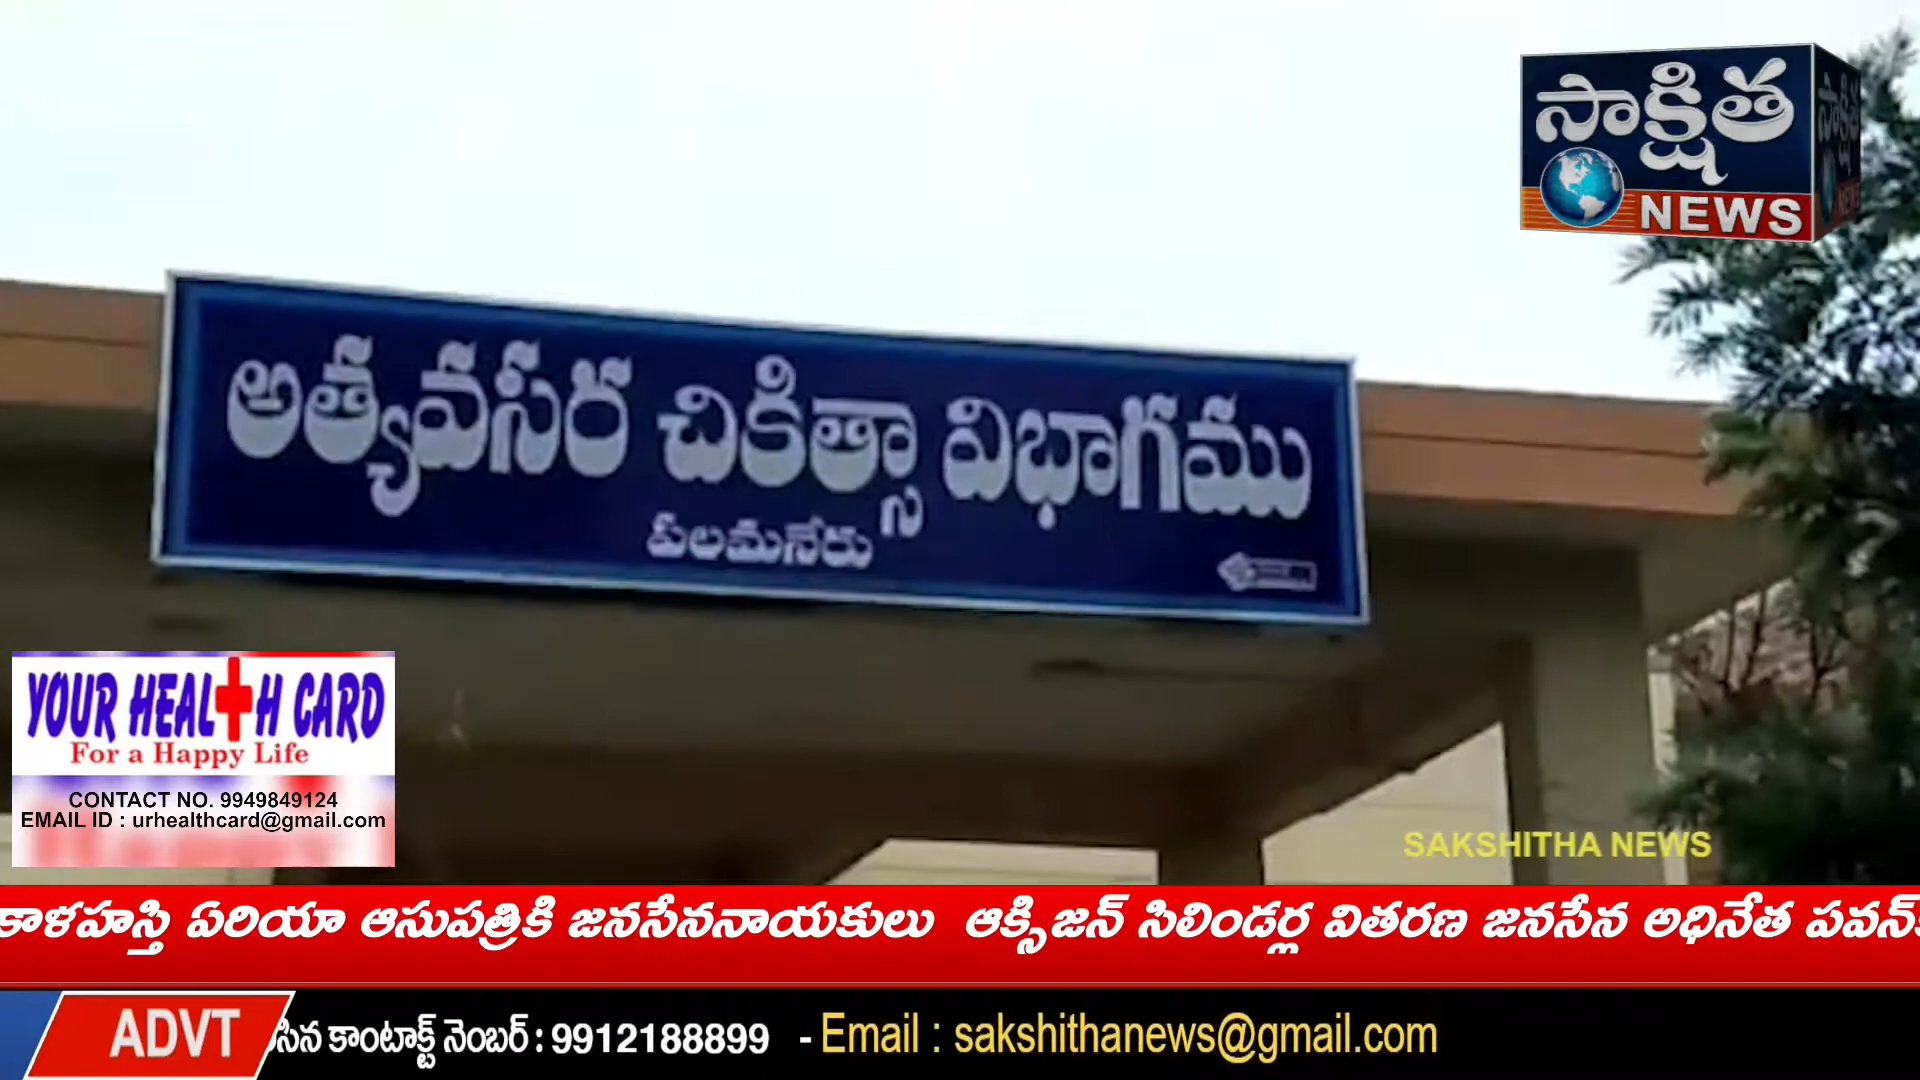 సాక్షిత
NEWS
అత్యవసర చికిత్సా విభాగము
పలమనేరు
YOUR HEALTH CARD
For a Happy Life
CONTACT NO. 9949849124
EMAIL ID : urhealthcard@gmail.com
SAKSHITHA NEWS
కాళహస్తి ఏరియా ఆసుపత్రికి జనసేననాయకులు ఆక్సిజన్ సిలిండర్ల వితరణ జనసేన అధినేత పవన్
ADVT కాంటాక్ట్ నెంబర్ : 9912188899 - Email : sakshithanews@gmail.com